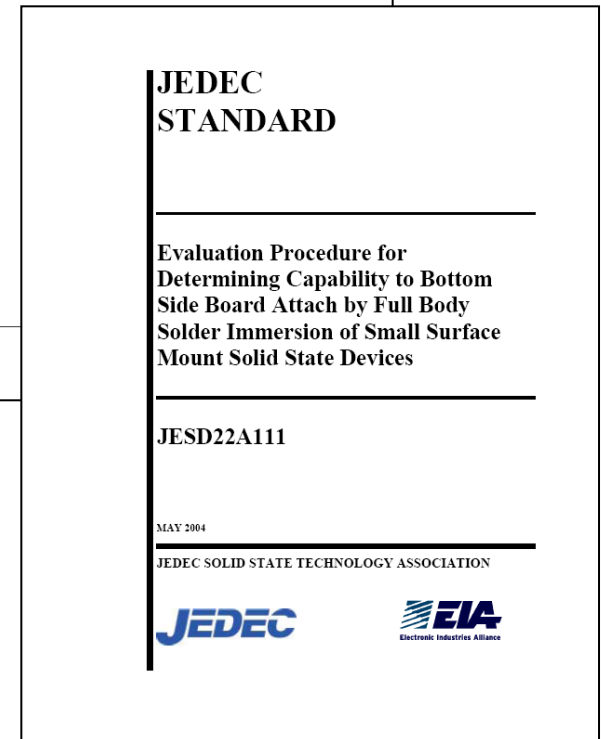 JEDEC
STANDARD
Evaluation Procedure for
Determining Capability to Bottom
Side Board Attach by Full Body
Solder Immersion of Small Surface
Mount Solid State Devices
JESD22A111
MAY 2004
JEDEC SOLID STATE TECHNOLOGY ASSOCIATION
JEDEC
EIA
Electronic Industries Alliance